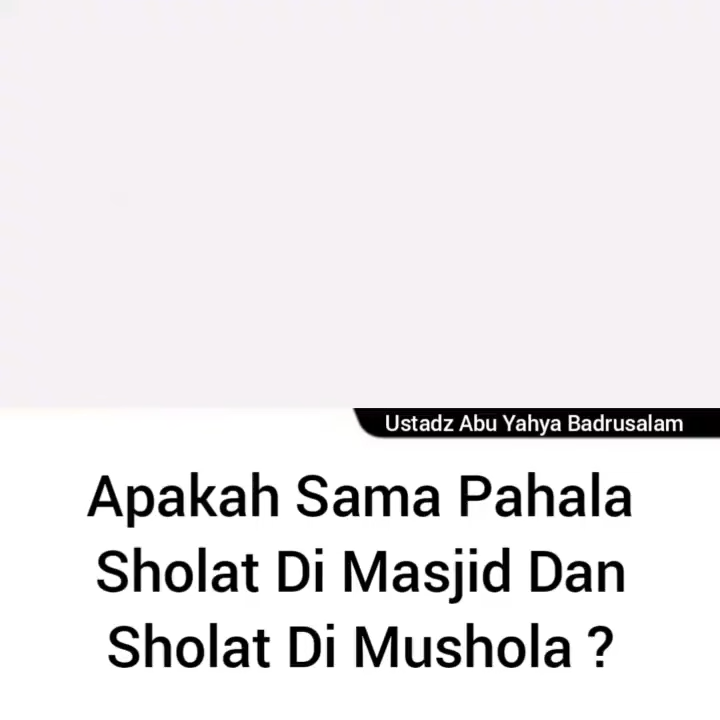 Ustadz Abu Yahya Badrusalam
Apakah Sama Pahala
Sholat Di Masjid Dan
Sholat Di Mushola ?